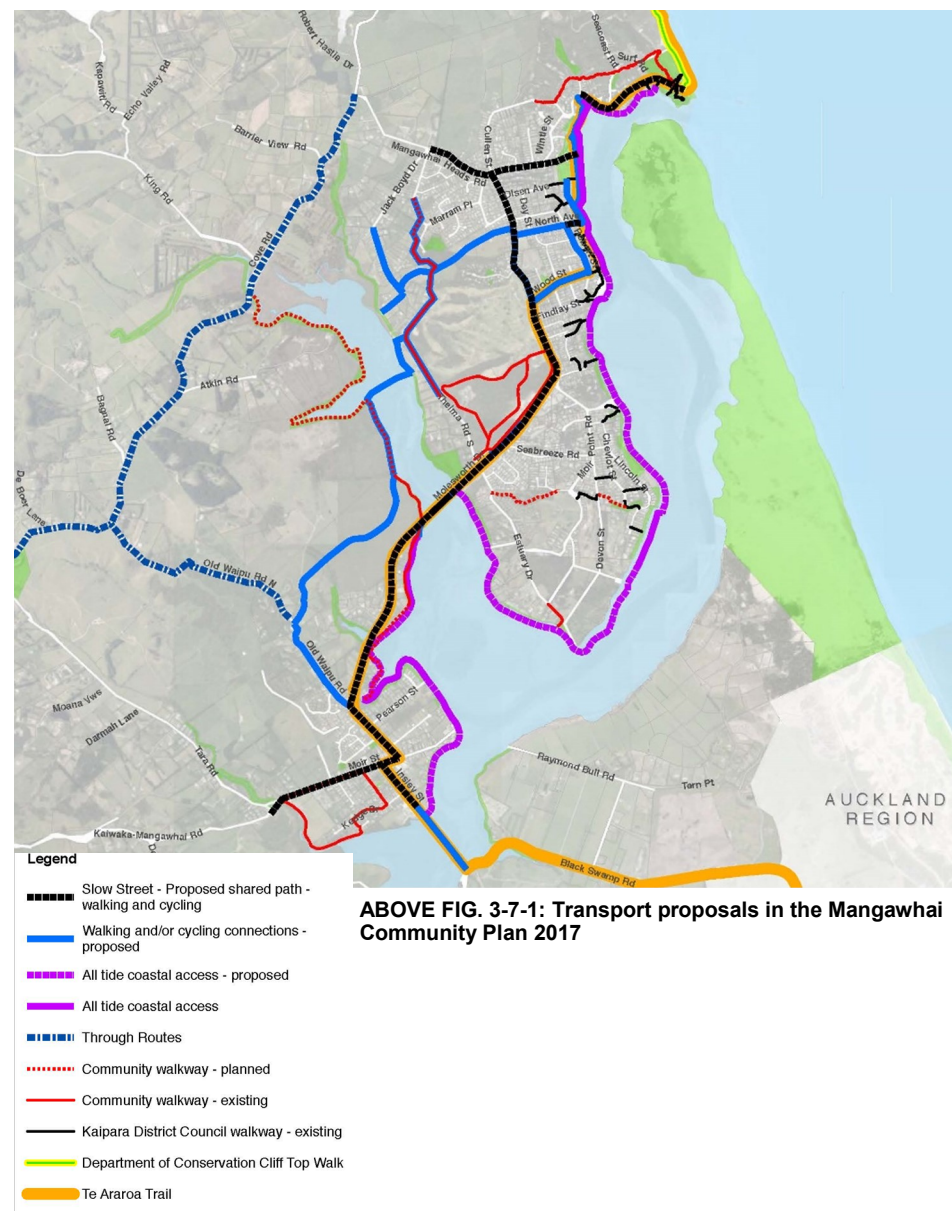 Robert Hastie Dr
Seacoast Rd
Surf Rd
Echo Valley Rd
Barrier View Rd
King Rd
Cullen St
Wintle St
Mangawhai Heads Rd
Jack Boyd Dr
Olsen Ave
Day St
Marram Pl
North Ave
Cove Rd
Wood St
Findlay St
Atkin Rd
Bagnal Rd
Thelma Rd S
Moir Point Rd
Cheviot St
Lincoln St
Seabreeze Rd
Molesworth Dr
De Boer Lane
Estuary Dr
Devon St
Old Waipu Rd N
Old Waipu Rd
Moana Vws
Darmah Lane
Pearson St
Tara Rd
Moir St
Insley St
Raymond Bull Rd
Tern Pt
AUCKLAND
REGION
Kaiwaka-Mangawhai Rd
Black Swamp Rd
Legend
Slow Street - Proposed shared path -
walking and cycling
Walking and/or cycling connections -
proposed
All tide coastal access - proposed
All tide coastal access
Through Routes
Community walkway - planned
Community walkway - existing
Kaipara District Council walkway - existing
Department of Conservation Cliff Top Walk
Te Araroa Trail
ABOVE FIG. 3-7-1: Transport proposals in the Mangawhai
Community Plan 2017